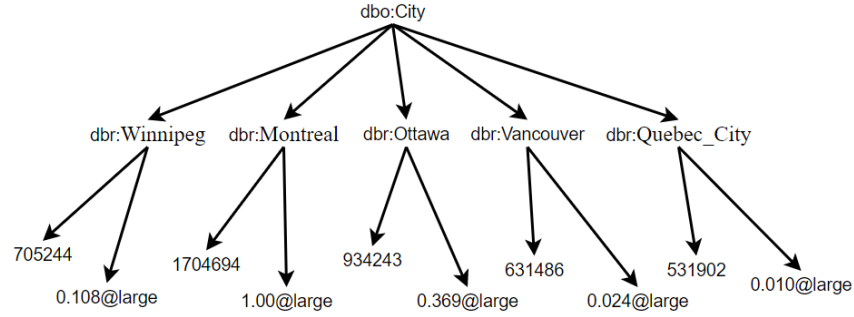 dbo:City
dbr:Winnipeg dbr:Montreal dbr:Ottawa dbr:Vancouver dbr:Quebec_City
705244 1704694 934243 631486 531902
0.108@large 1.00@large 0.369@large 0.024@large 0.010@large